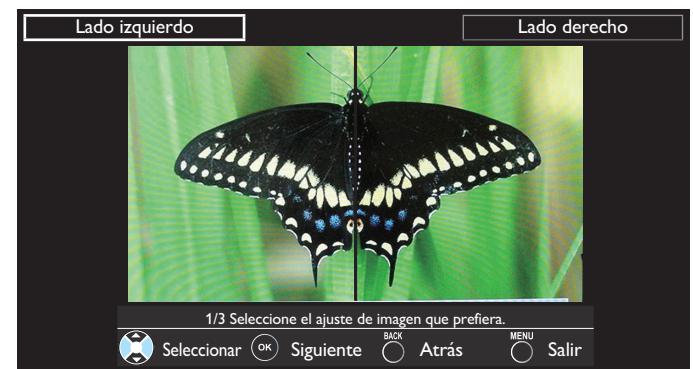 Lado izquierdo
Lado derecho
1/3 Seleccione el ajuste de imagen que prefiera.
Seleccionar OK Siguiente BACK Atrás MENU Salir